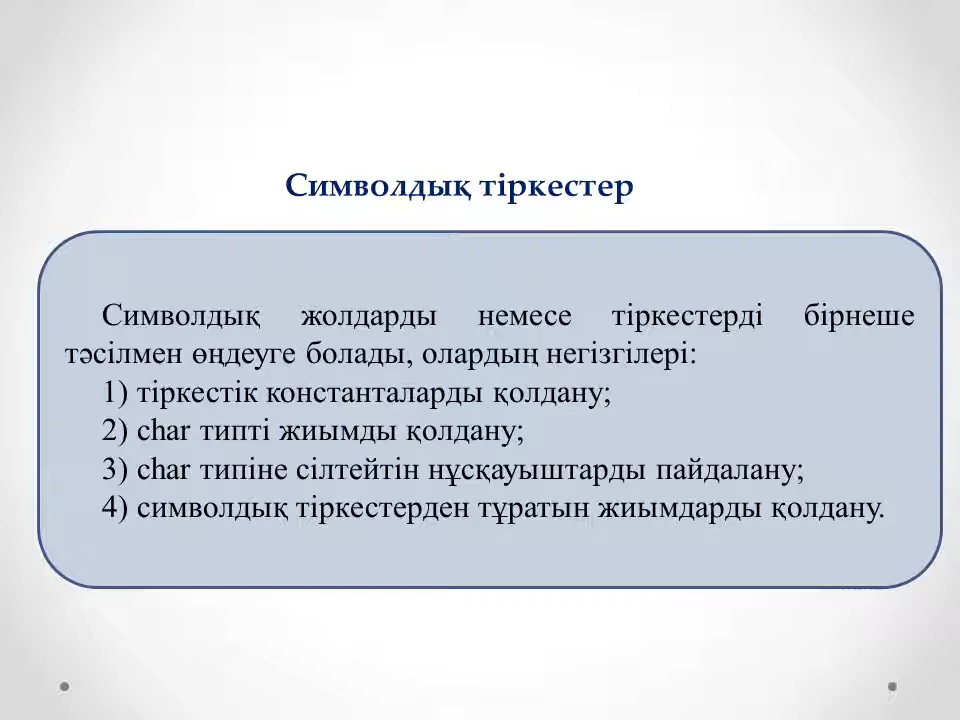 Символдық тіркестер
Символдық жолдарды немесе тіркестерді бірнеше
тәсілмен өңдеуге болады, олардың негізгілері:
1) тіркестік константаларды қолдану;
2) char типті жиымды қолдану;
3) char типіне сілтейтін нұсқауыштарды пайдалану;
4) символдық тіркестерден тұратын жиымдарды қолдану.